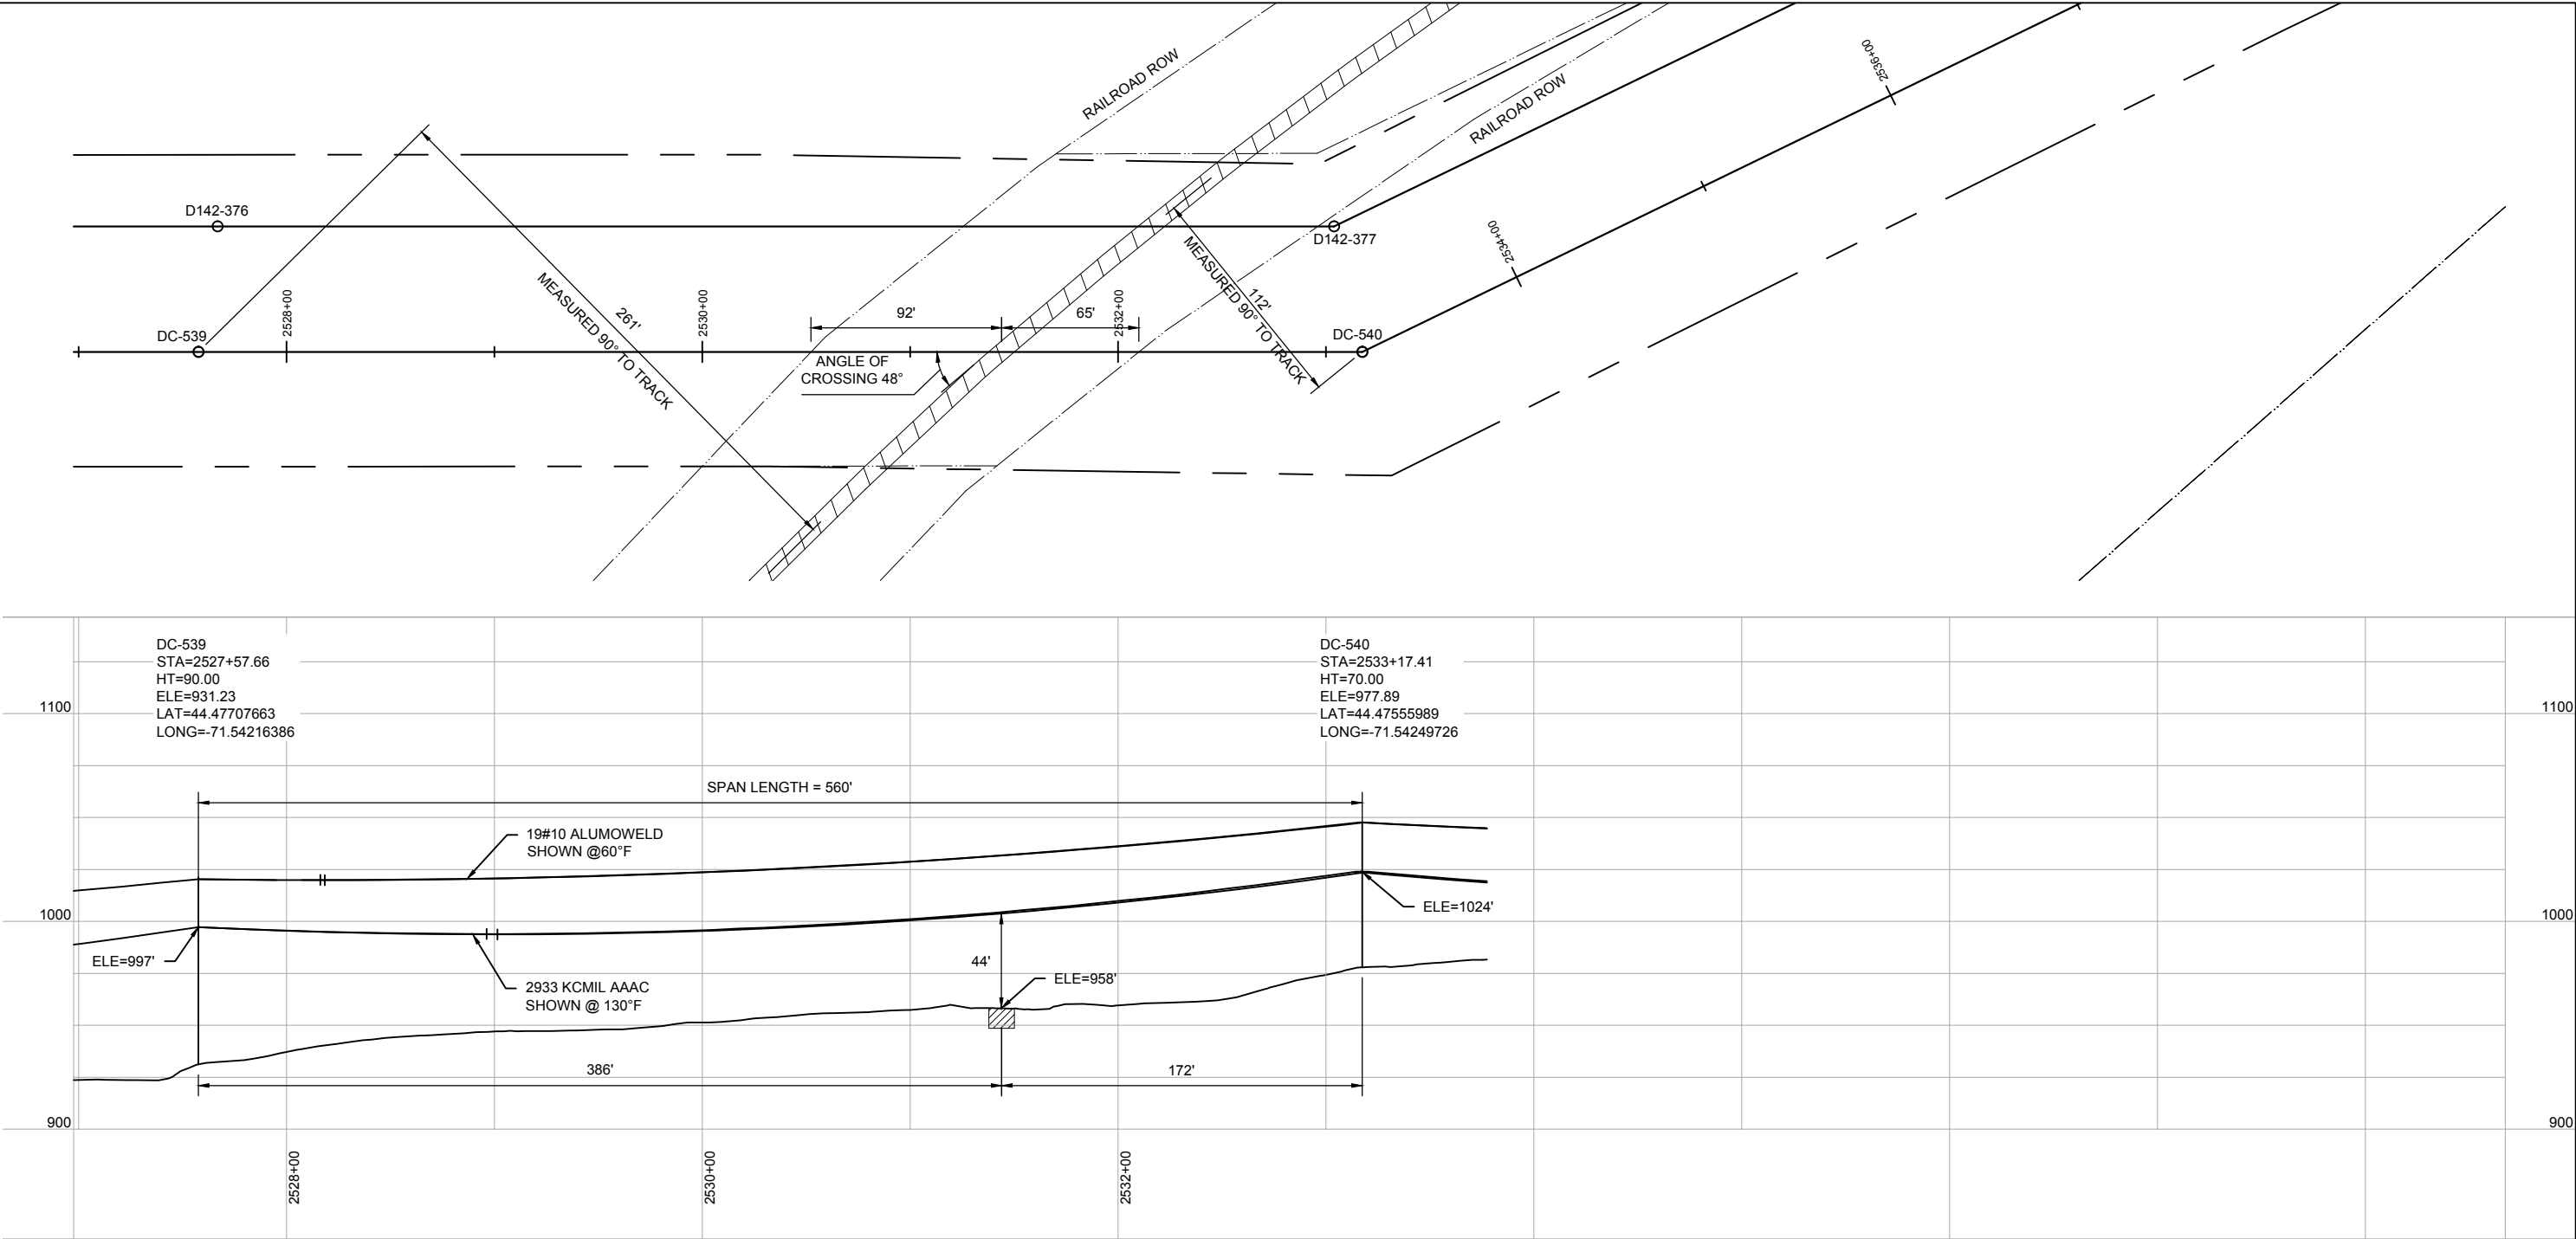 RAILROAD ROW
RAILROAD ROW
2536+00
D142-376
D142-377
2534+00
261'
MEASURED 90° TO TRACK
112'
MEASURED 90° TO TRACK
DC-539
2528+00
2530+00
92'
65'
2532+00
DC-540
ANGLE OF
CROSSING 48°
DC-539
STA=2527+57.66
HT=90.00
ELE=931.23
LAT=44.47707663
LONG=-71.54216386
DC-540
STA=2533+17.41
HT=70.00
ELE=977.89
LAT=44.47555989
LONG=-71.54249726
1100
1100
SPAN LENGTH = 560'
19#10 ALUMOWELD
SHOWN @60°F
1000
1000
ELE=1024'
ELE=997'
44'
ELE=958'
2933 KCMIL AAAC
SHOWN @ 130°F
386'
172'
900
900
2528+00
2530+00
2532+00